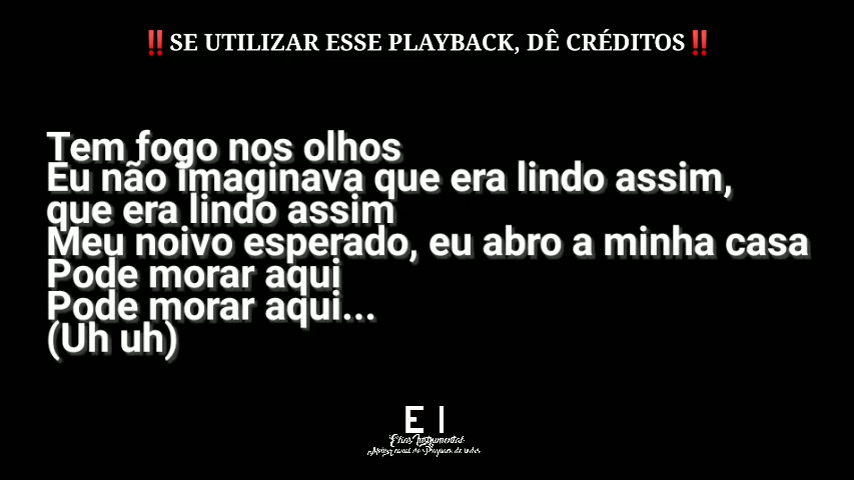 ‼️SE UTILIZAR ESSE PLAYBACK, DÊ CRÉDITOS‼️
Tem fogo nos olhos
Eu não imaginava que era lindo assim,
que era lindo assim
Meu noivo esperado, eu abro a minha casa
Pode morar aqui
Pode morar aqui...
(Uh uh)
E I